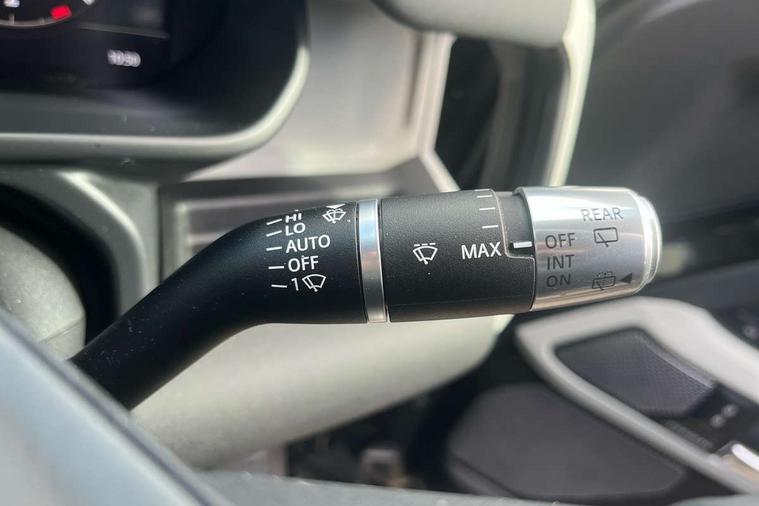 1030
HI
LO
AUTO
OFF
1
MAX
REAR
OFF
INT
ON